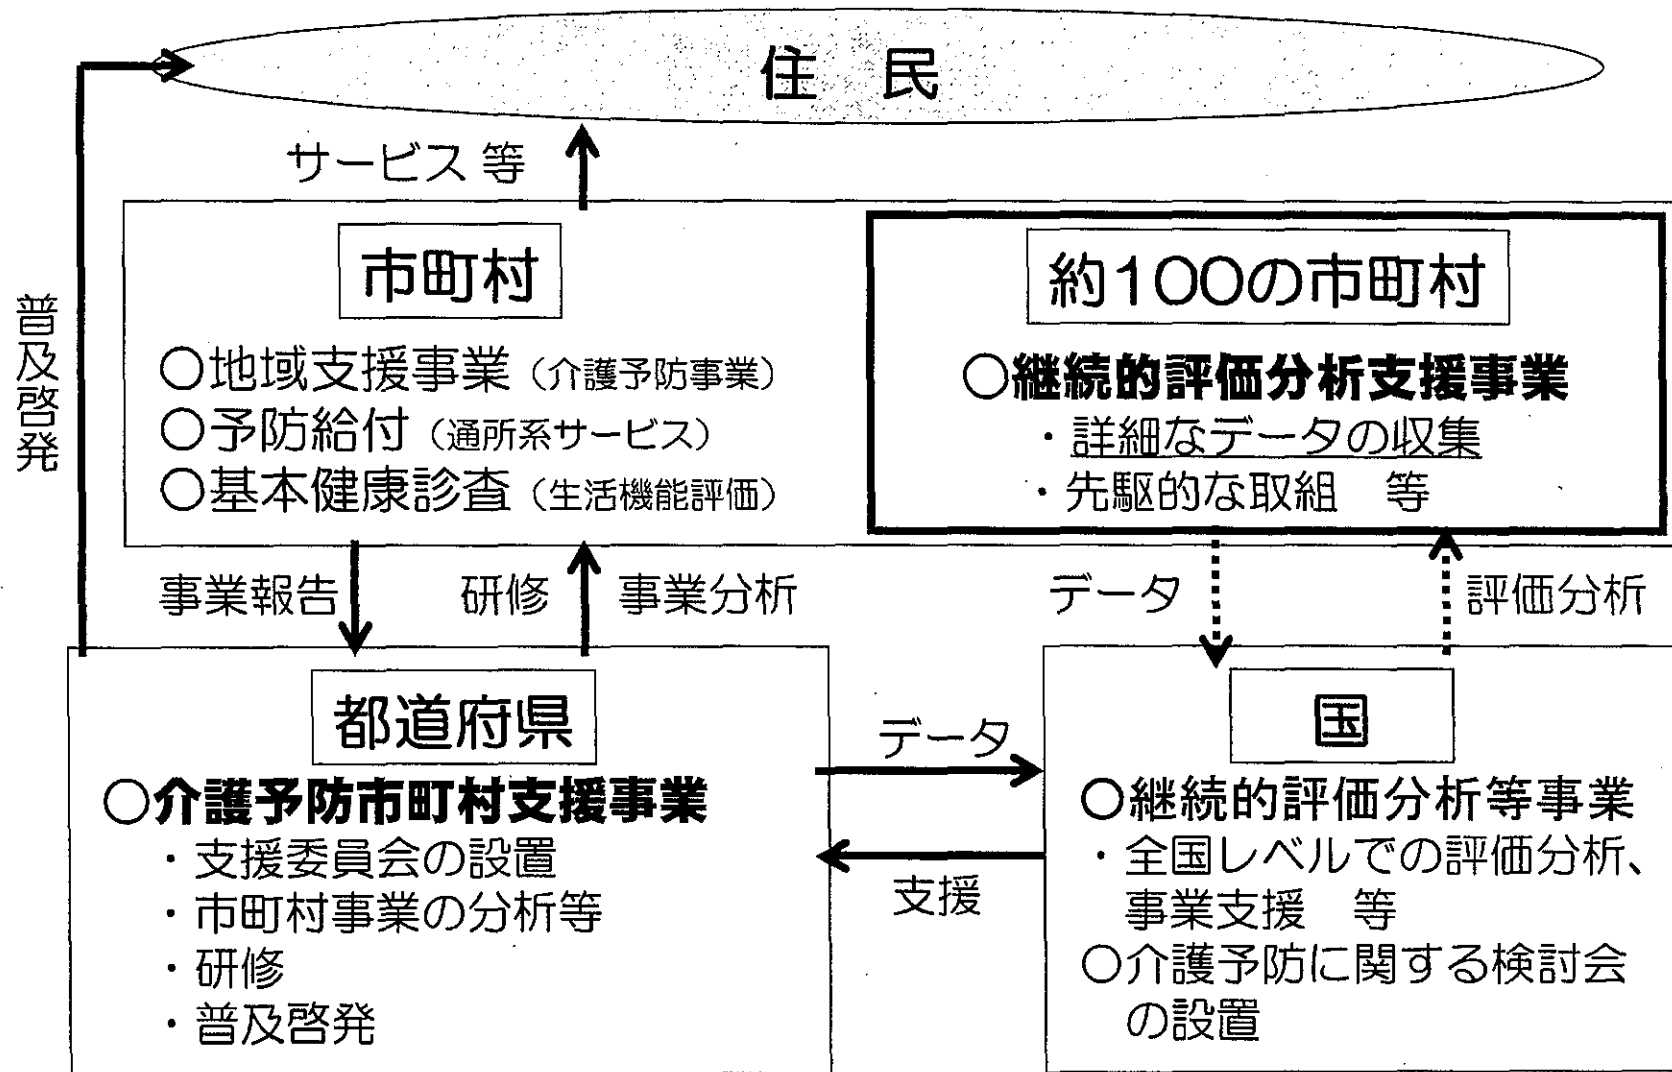 住 民
サービス 等
普及啓発
市町村
○地域支援事業（介護予防事業）
○予防給付（通所系サービス）
○基本健康診査（生活機能評価）
約100の市町村
○継続的評価分析支援事業
・詳細なデータの収集
・先駆的な取組　等
事業報告
研修
事業分析
データ
評価分析
都道府県
○介護予防市町村支援事業
・支援委員会の設置
・市町村事業の分析等
・研修
・普及啓発
データ
支援
国
○継続的評価分析等事業
・全国レベルでの評価分析、
事業支援　等
○介護予防に関する検討会
の設置